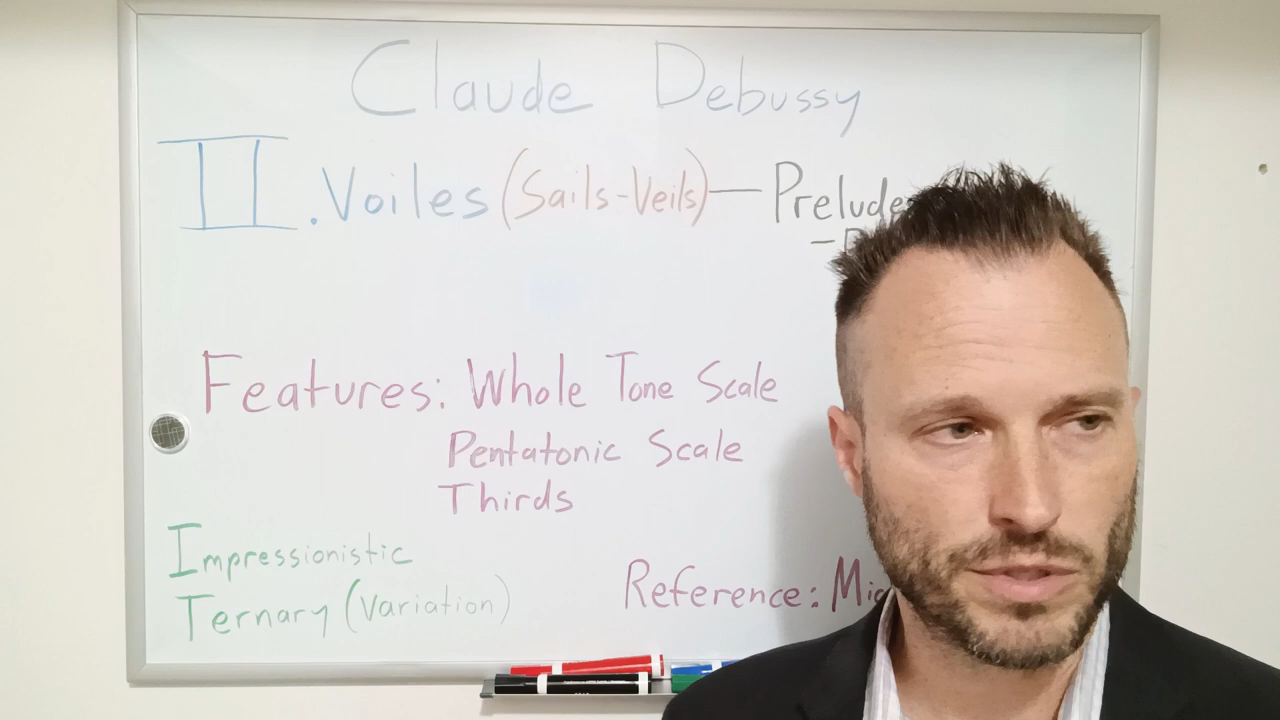 Claude Debussy
II. Voiles (Sails-Veils) — Prelude
Features: Whole Tone Scale
Pentatonic Scale
Thirds
Impressionistic
Ternary (Variation)
Reference: